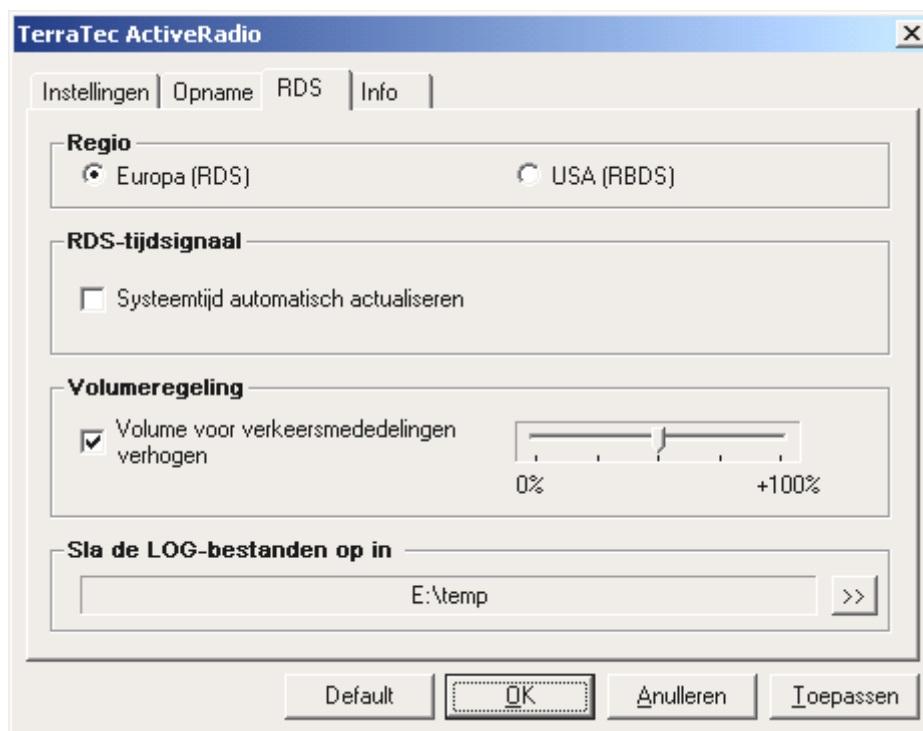 TerraTec ActiveRadio
Instellingen Opname RDS Info
Regio
Europa (RDS) USA (RBDS)
RDS-tijdsignaal
Systeemtijd automatisch actualiseren
Volumeregeling
Volume voor verkeersmededelingen
verhogen
0% +100%
Sla de LOG-bestanden op in
E:\temp >>
Default OK Anulleren Toepassen